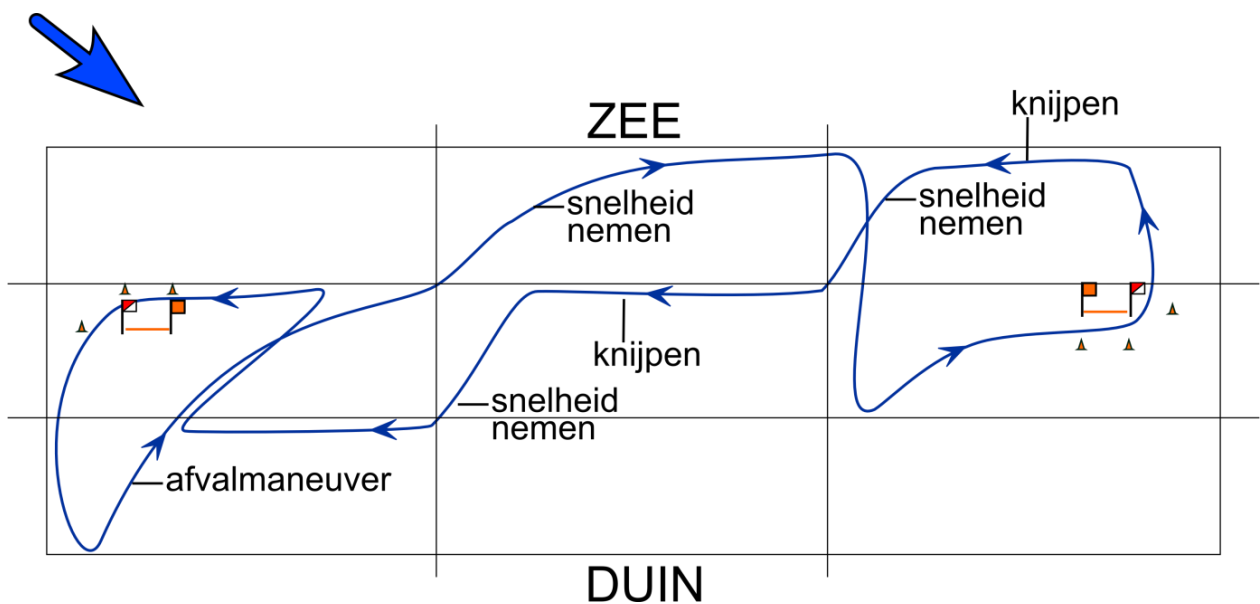 knijpen
ZEE
snelheid
nemen
snelheid
nemen
knijpen
snelheid
nemen
afvalmaneuver
DUIN